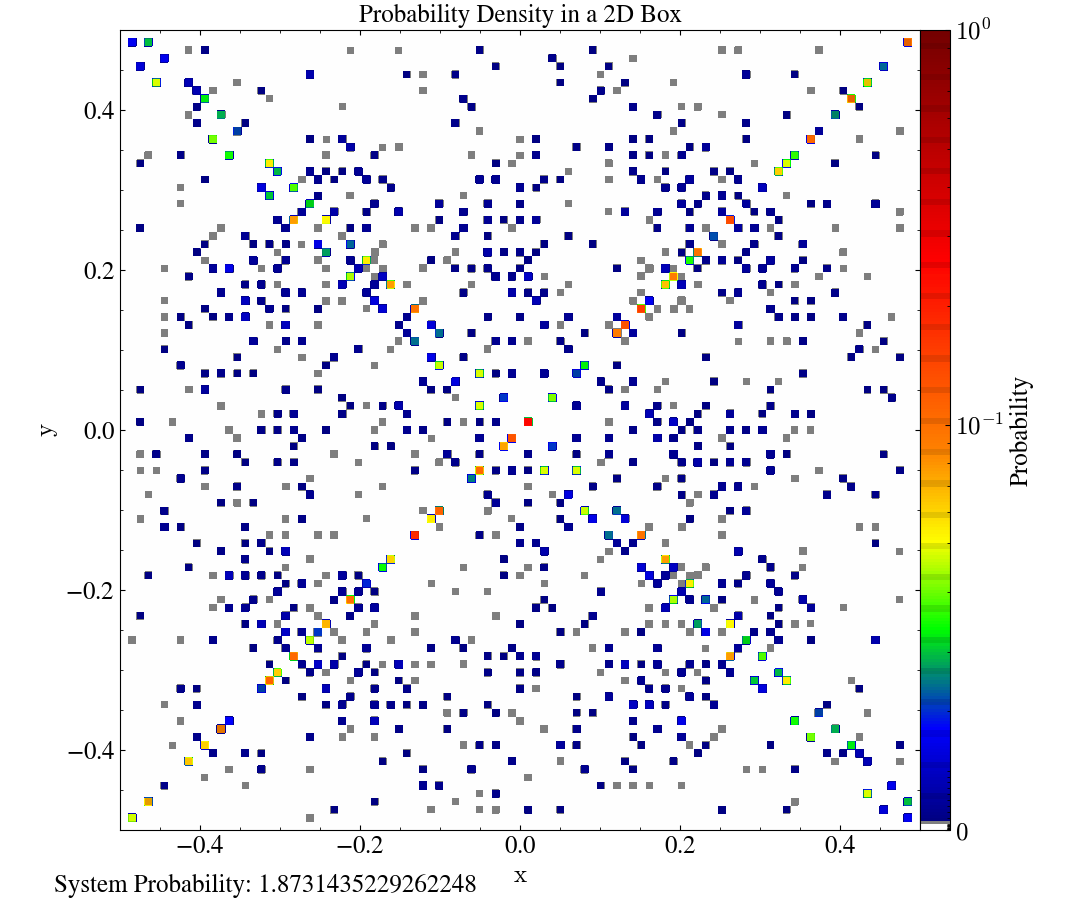 Probability Density in a 2D Box
10⁰
0.4
0.2
y
0.0
10⁻¹
Probability
−0.2
−0.4
0
−0.4 −0.2 0.0 0.2 0.4
x
System Probability: 1.8731435229262248